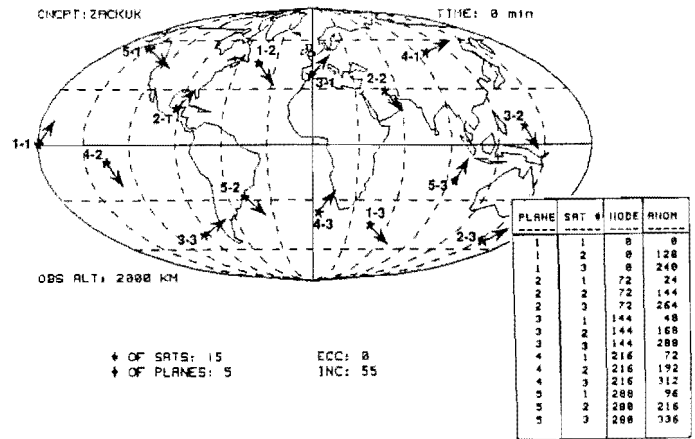 CNCPT:ZACKUK TIME: 0 min
5-1 1-2 4-1
3-1 2-2
2-1 3-2
1-1
4-2
5-2 5-3
4-3 1-3
3-3 2-3
OBS ALT: 2000 KM
PLANE SAT # NODE ANOM
1 1 0 0
1 2 0 120
1 3 0 240
2 1 72 24
2 2 72 144
2 3 72 264
3 1 144 48
3 2 144 168
3 3 144 288
4 1 216 72
4 2 216 192
4 3 216 312
5 1 288 96
5 2 288 216
5 3 288 336
# OF SATS: 15 ECC: 0
# OF PLANES: 5 INC: 55